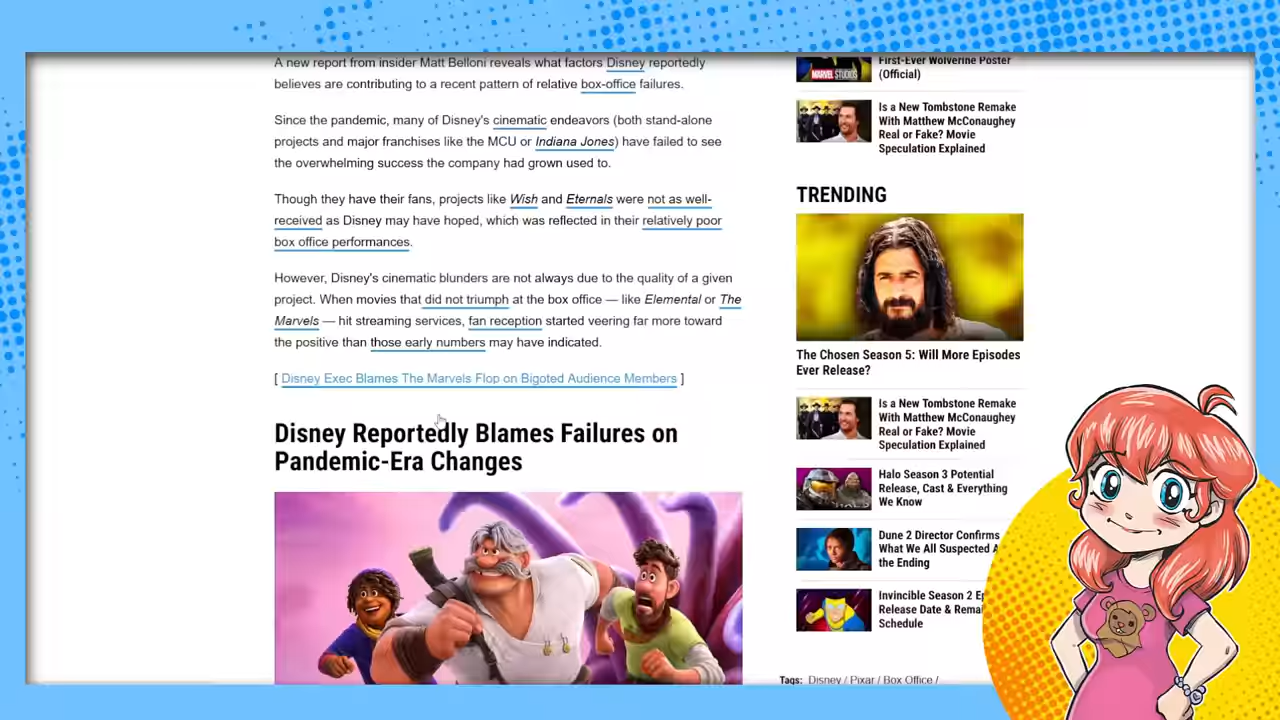 A new report from insider Matt Belloni reveals what factors Disney reportedly
believes are contributing to a recent pattern of relative box-office failures.
Since the pandemic, many of Disney's cinematic endeavors (both stand-alone
projects and major franchises like the MCU or Indiana Jones) have failed to see
the overwhelming success the company had grown used to.
Though they have their fans, projects like Wish and Eternals were not as well-
received as Disney may have hoped, which was reflected in their relatively poor
box office performances.
However, Disney's cinematic blunders are not always due to the quality of a given
project. When movies that did not triumph at the box office — like Elemental or The
Marvels — hit streaming services, fan reception started veering far more toward
the positive than those early numbers may have indicated.
[ Disney Exec Blames The Marvels Flop on Bigoted Audience Members ]
Disney Reportedly Blames Failures on
Pandemic-Era Changes
MARVEL STUDIOS
First-Ever Wolverine Poster
(Official)
Is a New Tombstone Remake
With Matthew McConaughey
Real or Fake? Movie
Speculation Explained
TRENDING
The Chosen Season 5: Will More Episodes
Ever Release?
Is a New Tombstone Remake
With Matthew McConaughey
Real or Fake? Movie
Speculation Explained
Halo Season 3 Potential
Release, Cast & Everything
We Know
Dune 2 Director Confirms
What We All Suspected
the Ending
Invincible Season 2
Release Date &
Schedule
Tags: Disney / Pixar / Box Office /